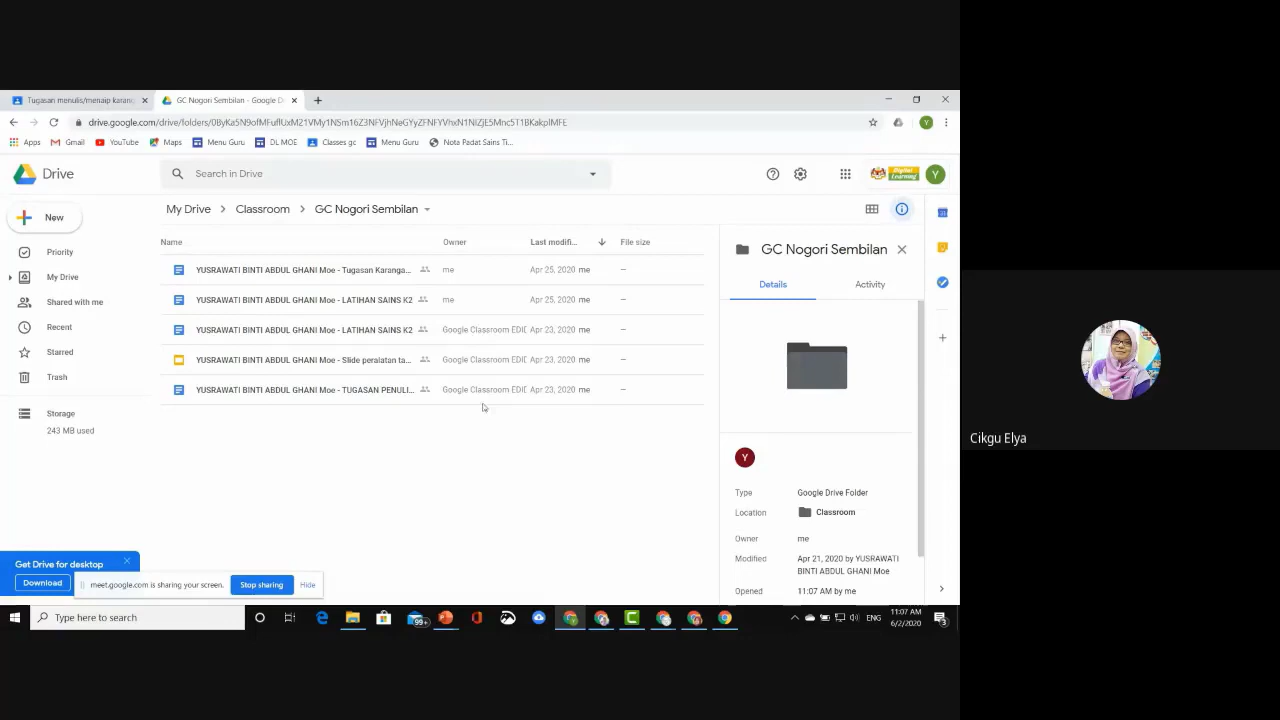 Tugasan menulis/menaip karang
GC Nogori Sembilan - Google D
drive.google.com/drive/folders/
Apps Gmail YouTube Maps Menu Guru DL MOE Classes gc Menu Guru Nota Padat Sains Ti...
Drive
Search in Drive
Digital Learning
Y
New
My Drive > Classroom > GC Nogori Sembilan
Priority
My Drive
Shared with me
Recent
Starred
Trash
Storage
243 MB used
Name Owner Last modifi... File size
YUSRAWATI BINTI ABDUL GHANI Moe - Tugasan Karanga... me Apr 25, 2020 me –
YUSRAWATI BINTI ABDUL GHANI Moe - LATIHAN SAINS K2 me Apr 25, 2020 me –
YUSRAWATI BINTI ABDUL GHANI Moe - LATIHAN SAINS K2 Google Classroom EDI Apr 23, 2020 me –
YUSRAWATI BINTI ABDUL GHANI Moe - Slide peralatan ta... Google Classroom EDI Apr 23, 2020 me –
YUSRAWATI BINTI ABDUL GHANI Moe - TUGASAN PENULI... Google Classroom EDI Apr 23, 2020 me –
GC Nogori Sembilan
Details Activity
Y
Type Google Drive Folder
Location Classroom
Owner me
Modified Apr 21, 2020 by YUSRAWATI
BINTI ABDUL GHANI Moe
Opened 11:07 AM by me
Get Drive for desktop
Download
meet.google.com is sharing your screen. Stop sharing Hide
Type here to search
99+
ENG
11:07 AM
6/2/2020
3
Cikgu Elya